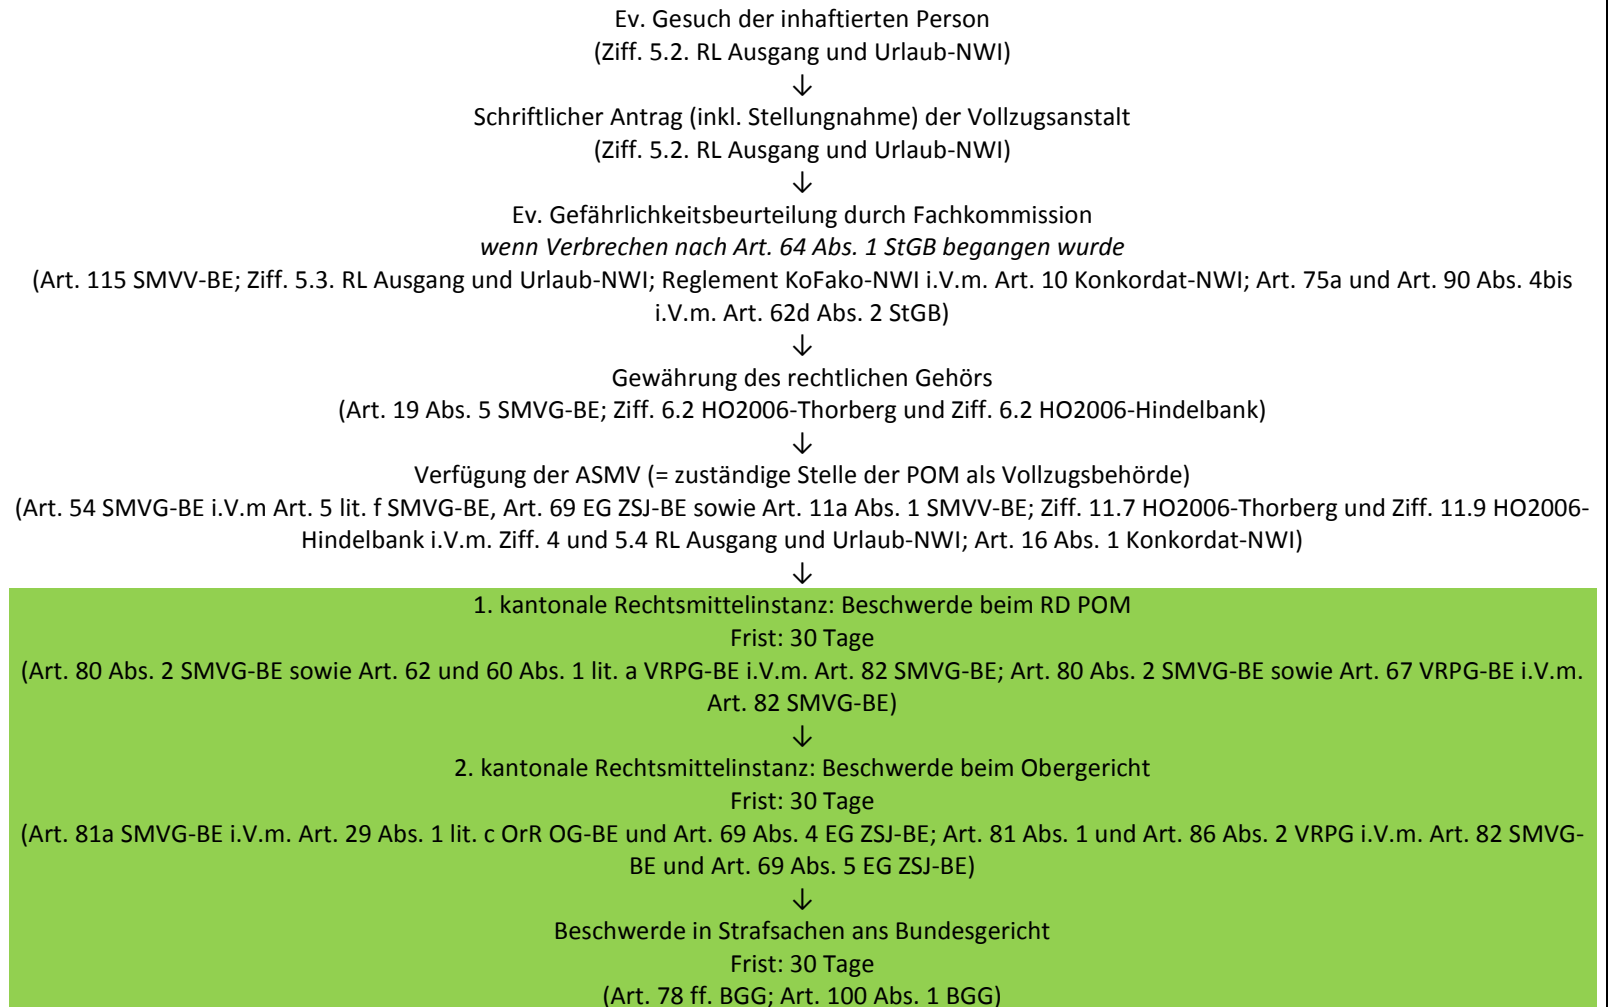 Ev. Gesuch der inhaftierten Person
(Ziff. 5.2. RL Ausgang und Urlaub-NWI)
↓
Schriftlicher Antrag (inkl. Stellungnahme) der Vollzugsanstalt
(Ziff. 5.2. RL Ausgang und Urlaub-NWI)
↓
Ev. Gefährlichkeitsbeurteilung durch Fachkommission
wenn Verbrechen nach Art. 64 Abs. 1 StGB begangen wurde
(Art. 115 SMVV-BE; Ziff. 5.3. RL Ausgang und Urlaub-NWI; Reglement KoFako-NWI i.V.m. Art. 10 Konkordat-NWI; Art. 75a und Art. 90 Abs. 4bis
i.V.m. Art. 62d Abs. 2 StGB)
↓
Gewährung des rechtlichen Gehörs
(Art. 19 Abs. 5 SMVG-BE; Ziff. 6.2 HO2006-Thorberg und Ziff. 6.2 HO2006-Hindelbank)
↓
Verfügung der ASMV (= zuständige Stelle der POM als Vollzugsbehörde)
(Art. 54 SMVG-BE i.V.m Art. 5 lit. f SMVG-BE, Art. 69 EG ZSJ-BE sowie Art. 11a Abs. 1 SMVV-BE; Ziff. 11.7 HO2006-Thorberg und Ziff. 11.9 HO2006-
Hindelbank i.V.m. Ziff. 4 und 5.4 RL Ausgang und Urlaub-NWI; Art. 16 Abs. 1 Konkordat-NWI)
↓
1. kantonale Rechtsmittelinstanz: Beschwerde beim RD POM
Frist: 30 Tage
(Art. 80 Abs. 2 SMVG-BE sowie Art. 62 und 60 Abs. 1 lit. a VRPG-BE i.V.m. Art. 82 SMVG-BE; Art. 80 Abs. 2 SMVG-BE sowie Art. 67 VRPG-BE i.V.m.
Art. 82 SMVG-BE)
↓
2. kantonale Rechtsmittelinstanz: Beschwerde beim Obergericht
Frist: 30 Tage
(Art. 81a SMVG-BE i.V.m. Art. 29 Abs. 1 lit. c OrR OG-BE und Art. 69 Abs. 4 EG ZSJ-BE; Art. 81 Abs. 1 und Art. 86 Abs. 2 VRPG i.V.m. Art. 82 SMVG-
BE und Art. 69 Abs. 5 EG ZSJ-BE)
↓
Beschwerde in Strafsachen ans Bundesgericht
Frist: 30 Tage
(Art. 78 ff. BGG; Art. 100 Abs. 1 BGG)